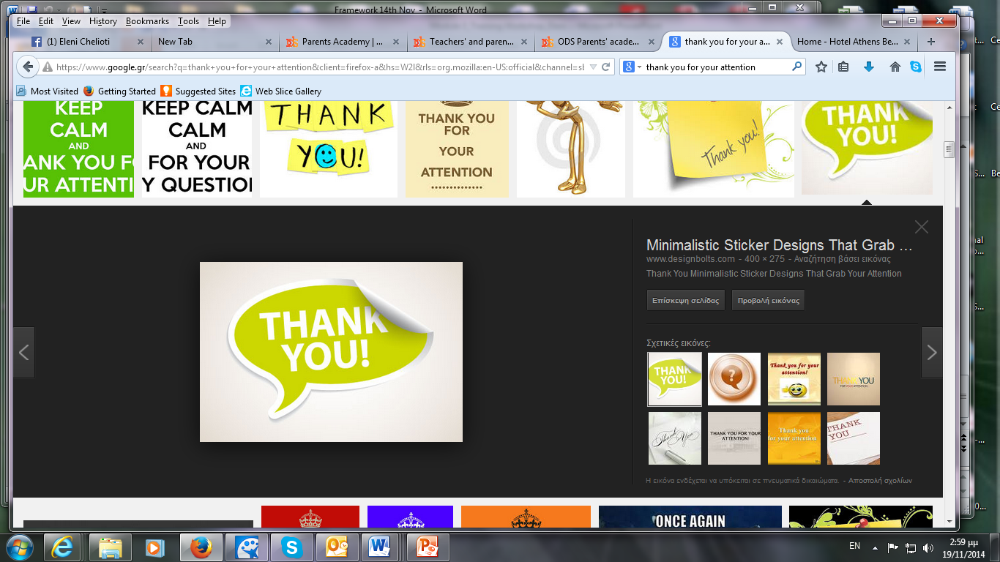 Framework 14th Nov - Microsoft Word
File Edit View History Bookmarks Tools Help
(1) Eleni Chelioti
New Tab
Parents Academy | ...
Teachers' and paren...
ODS Parents' acade...
thank you for your a...
Home - Hotel Athens Be...
https://www.google.gr/search?q=thank+you+for+your+attention&client=firefox-a&hs=W2I&rls=org.mozilla:en-US:official&channel=sl
thank you for your attention
Most Visited Getting Started Suggested Sites Web Slice Gallery
KEEP
CALM
AND
ANK YOU FO
UR ATTENTI
KEEP CALM
CALM
AND
FOR YOUR
Y QUESTION
THANK
YOU!
THANK YOU
FOR
YOUR
ATTENTION
Thank you!
THANK
YOU!
THANK
YOU!
Minimalistic Sticker Designs That Grab ...
www.designbolts.com - 400 × 275 - Αναζήτηση βάσει εικόνας
Thank You Minimalistic Sticker Designs That Grab Your Attention
Επίσκεψη σελίδας
Προβολή εικόνας
Σχετικές εικόνες:
THANK
YOU!
?
Thank you for your
attention!
THANK YOU
FOR YOUR ATTENTION
Thank You
THANK YOU FOR YOUR
ATTENTION!
Thank you
for your attention
THANK
YOU
Η εικόνα ενδέχεται να υπόκειται σε πνευματικά δικαιώματα. - Αποστολή σχολίων
ONCE AGAIN
EN
2:59 μμ
19/11/2014